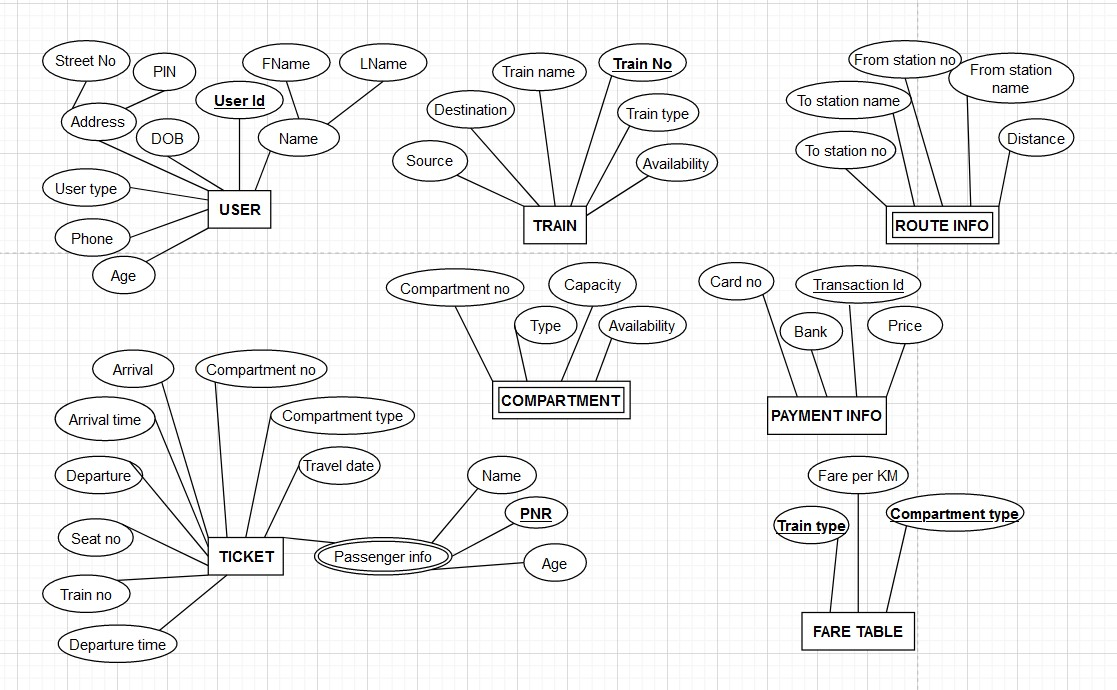 Street No
PIN
FName
LName
User Id
Address
DOB
Name
User type
USER
Phone
Age
Train name
Train No
Destination
Train type
Source
Availability
TRAIN
From station no
From station
name
To station name
To station no
Distance
ROUTE INFO
Compartment no
Capacity
Type
Availability
COMPARTMENT
Card no
Transaction Id
Bank
Price
PAYMENT INFO
Arrival
Compartment no
Arrival time
Compartment type
Departure
Travel date
Seat no
TICKET
Train no
Departure time
Passenger info
Name
PNR
Age
Fare per KM
Train type
Compartment type
FARE TABLE